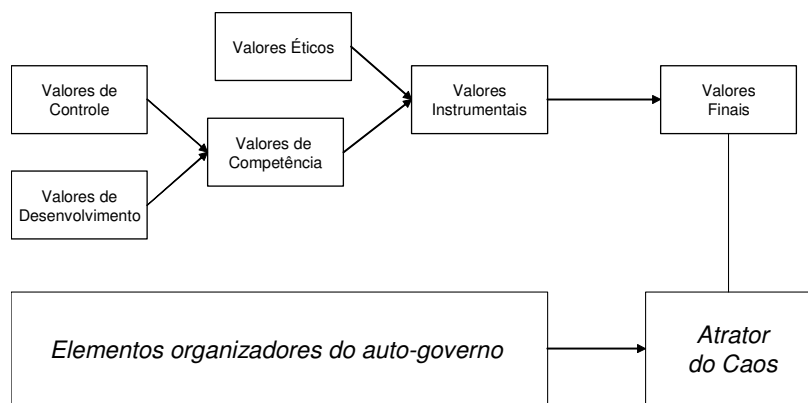 Valores Éticos
Valores de
Controle
Valores
Instrumentais
Valores
Finais
Valores de
Competência
Valores de
Desenvolvimento
Elementos organizadores do auto-governo
Atrator
do Caos